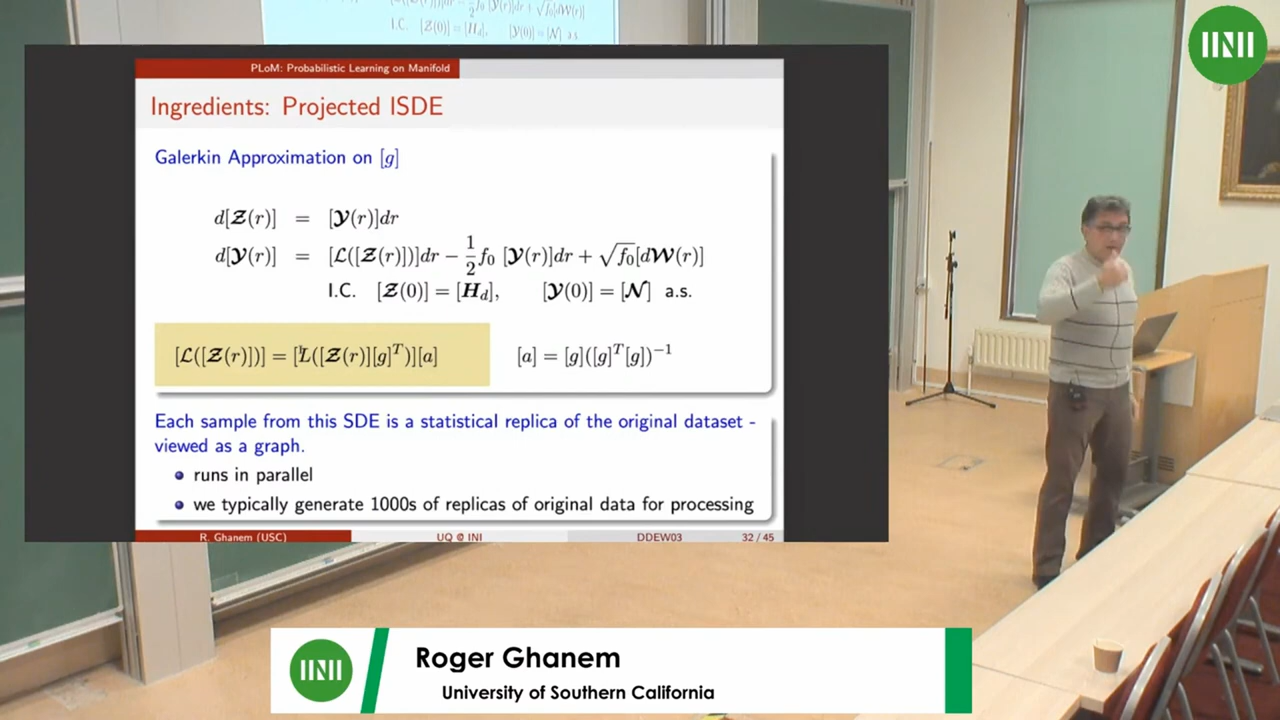 I.C. [𝓩(0)]=[H_d], [𝓨(0)]=[𝓝] a.s.
INI
PLoM: Probabilistic Learning on Manifold
Ingredients: Projected ISDE
Galerkin Approximation on [g]
d[𝓩(r)] = [𝓨(r)]dr
d[𝓨(r)] = [𝓛([𝓩(r)])]dr − 1/2 f₀ [𝓨(r)]dr + √f₀[d𝓦(r)]
I.C. [𝓩(0)] = [𝑯_d], [𝓨(0)] = [𝓝] a.s.
[𝓛([𝓩(r)])] = [L([𝓩(r)][g]^T)][a] [a] = [g]([g]^T[g])^−1
Each sample from this SDE is a statistical replica of the original dataset -
viewed as a graph.
runs in parallel
we typically generate 1000s of replicas of original data for processing
R. Ghanem (USC) UQ @ INI DDEW03 32 / 45
INI
Roger Ghanem
University of Southern California